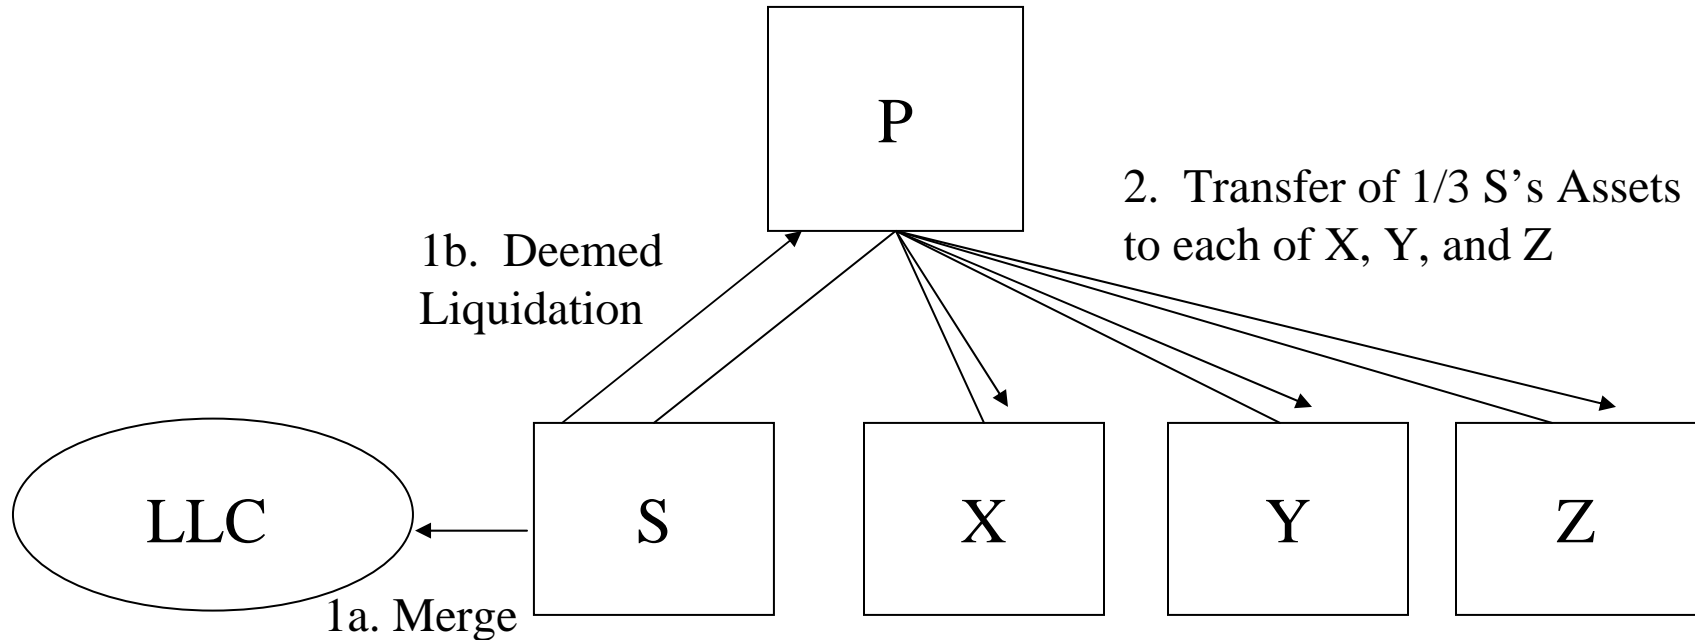 P
2.  Transfer of 1/3 S’s Assets
to each of X, Y, and Z
1b.  Deemed
Liquidation
LLC
S
X
Y
Z
1a. Merge